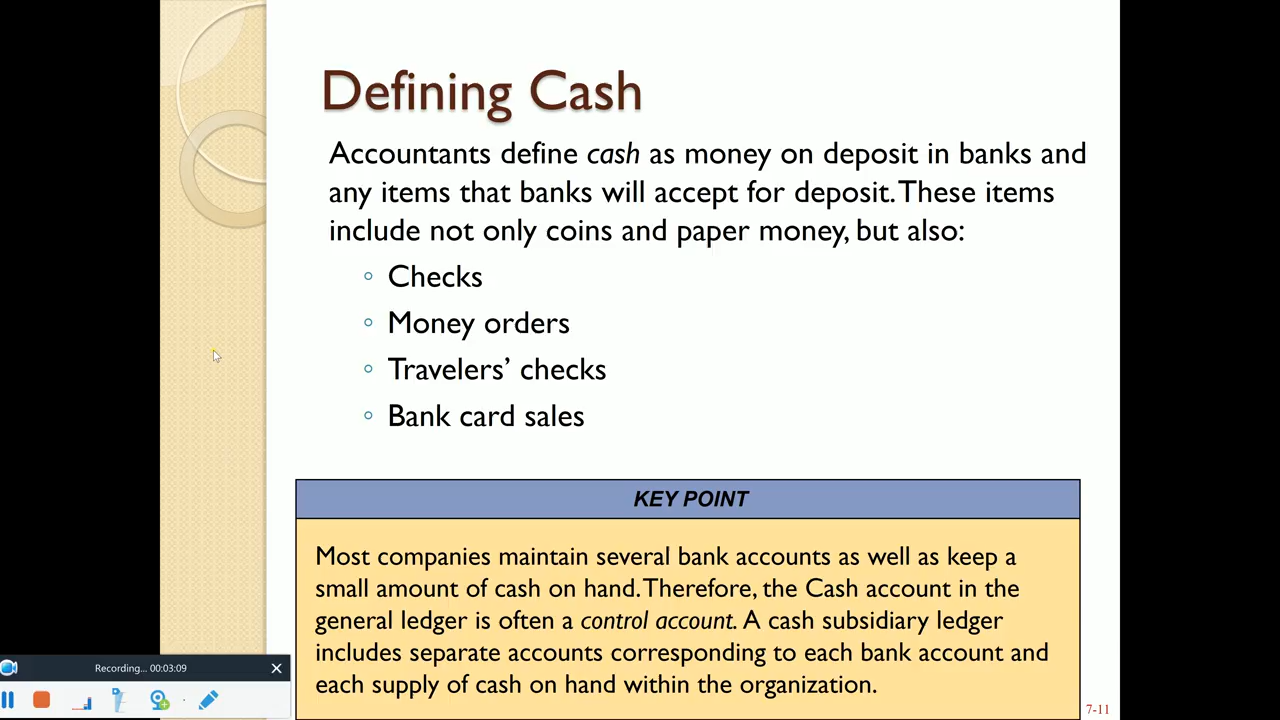 Defining Cash
Accountants define cash as money on deposit in banks and
any items that banks will accept for deposit. These items
include not only coins and paper money, but also:
◦ Checks
◦ Money orders
◦ Travelers’ checks
◦ Bank card sales
KEY POINT
Most companies maintain several bank accounts as well as keep a
small amount of cash on hand. Therefore, the Cash account in the
general ledger is often a control account. A cash subsidiary ledger
includes separate accounts corresponding to each bank account and
each supply of cash on hand within the organization.
Recording... 00:03:09
7-11